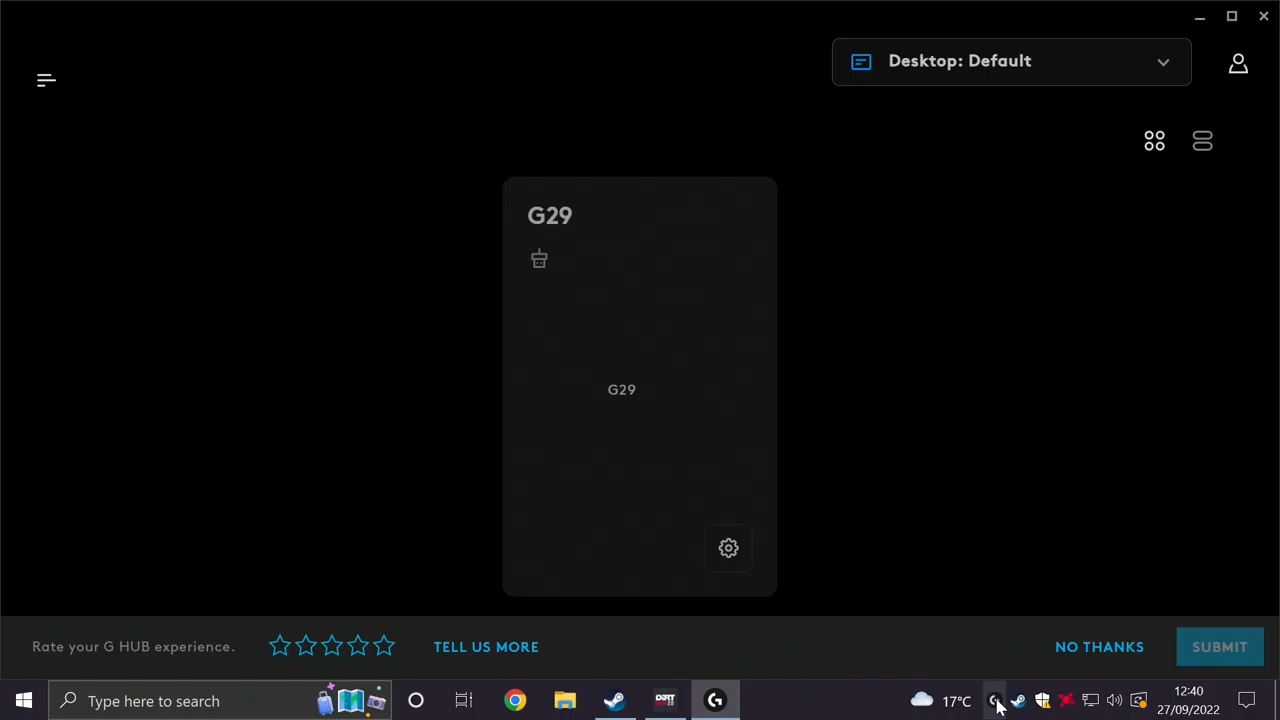 Desktop: Default
G29
G29
Rate your G HUB experience.
TELL US MORE
NO THANKS
SUBMIT
Type here to search
DiRT
17°C
12:40
27/09/2022